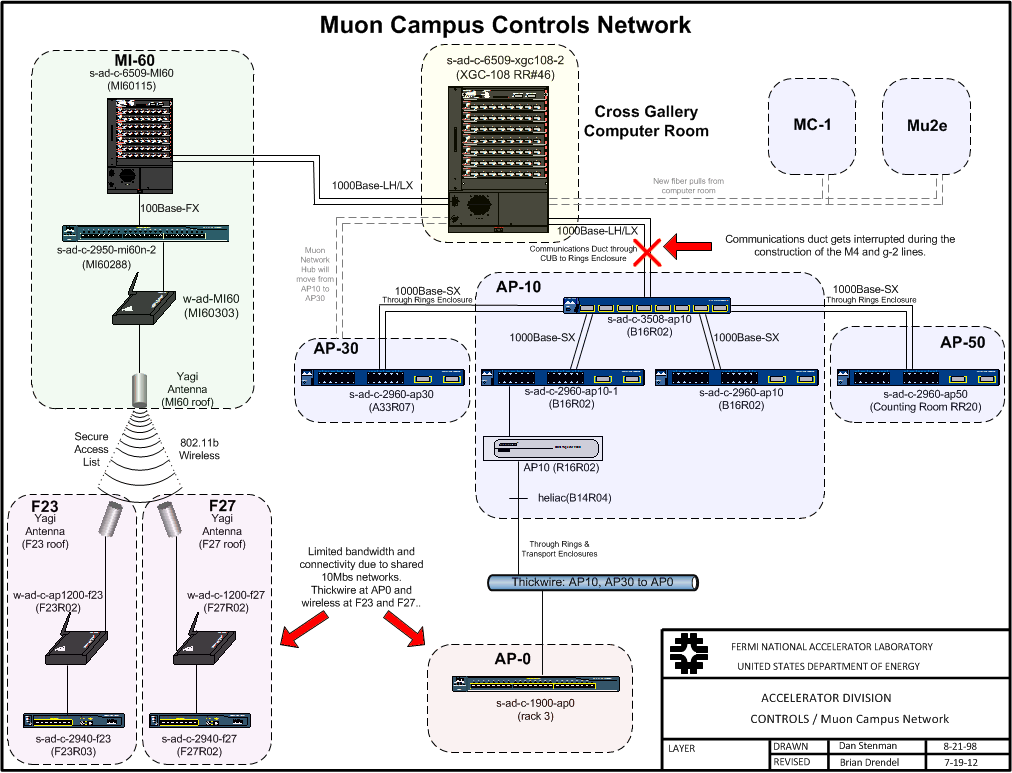 Muon Campus Controls Network
MI-60
s-ad-c-6509-MI60
(MI60115)
s-ad-c-6509-xgc108-2
(XGC-108 RR#46)
Cross Gallery
Computer Room
MC-1
Mu2e
1000Base-LH/LX
New fiber pulls from
computer room
100Base-FX
1000Base-LH/LX
s-ad-c-2950-mi60n-2
(MI60288)
Muon
Network
Hub will
move from
AP10 to
AP30
Communications Duct through
CUB to Rings Enclosure
Communications duct gets interrupted during the
construction of the M4 and g-2 lines.
w-ad-MI60
(MI60303)
AP-10
1000Base-SX
Through Rings Enclosure
1000Base-SX
Through Rings Enclosure
s-ad-c-3508-ap10
(B16R02)
1000Base-SX
1000Base-SX
AP-30
AP-50
Yagi
Antenna
(MI60 roof)
s-ad-c-2960-ap30
(A33R07)
s-ad-c-2960-ap10-1
(B16R02)
s-ad-c-2960-ap10
(B16R02)
s-ad-c-2960-ap50
(Counting Room RR20)
Secure
Access
List
802.11b
Wireless
AP10 (R16R02)
heliac(B14R04)
F23
Yagi
Antenna
(F23 roof)
F27
Yagi
Antenna
(F27 roof)
Through Rings &
Transport Enclosures
Limited bandwidth and
connectivity due to shared
10Mbs networks.
Thickwire at AP0 and
wireless at F23 and F27..
Thickwire: AP10, AP30 to AP0
w-ad-c-ap1200-f23
(F23R02)
w-ad-c-1200-f27
(F27R02)
AP-0
s-ad-c-1900-ap0
(rack 3)
s-ad-c-2940-f23
(F23R03)
s-ad-c-2940-f27
(F27R02)
FERMI NATIONAL ACCELERATOR LABORATORY
UNITED STATES DEPARTMENT OF ENERGY
ACCELERATOR DIVISION
CONTROLS / Muon Campus Network
LAYER
DRAWN Dan Stenman 8-21-98
REVISED Brian Drendel 7-19-12